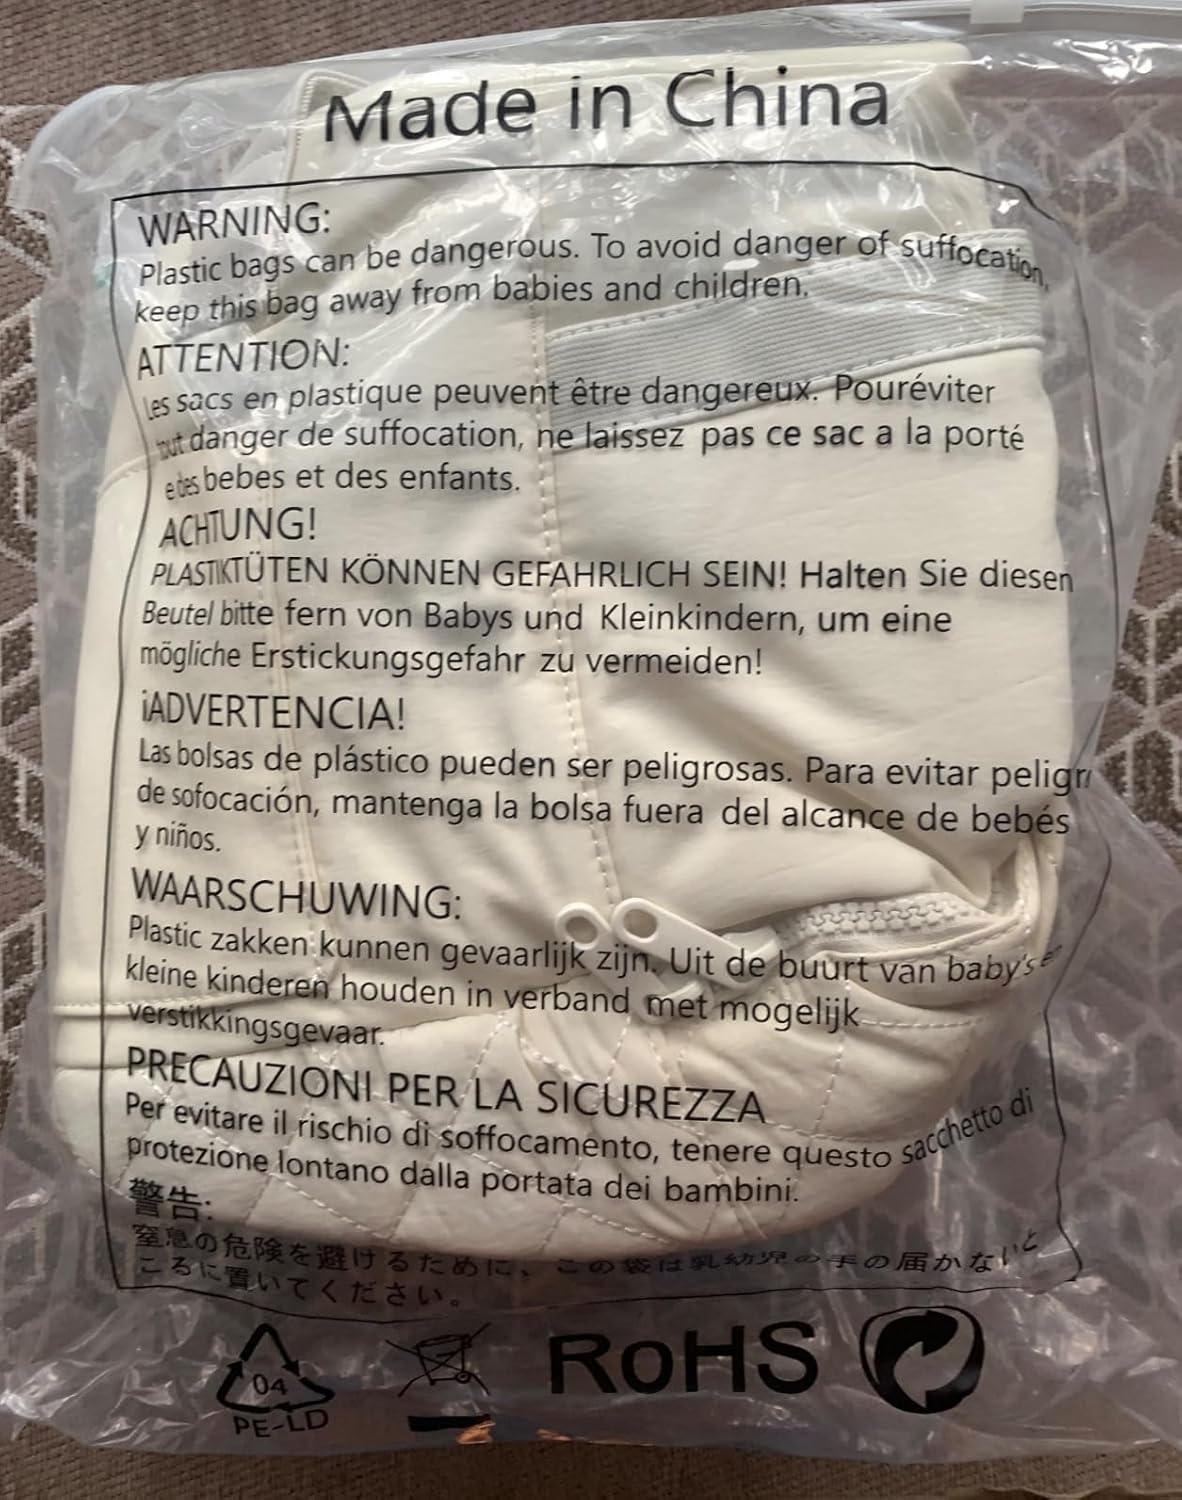 Made in China
WARNING:
Plastic bags can be dangerous. To avoid danger of suffocation,
keep this bag away from babies and children.
ATTENTION:
Les sacs en plastique peuvent être dangereux. Pouréviter
out danger de suffocation, ne laissez pas ce sac a la porté
e des bebes et des enfants.
ACHTUNG!
PLASTIKTÜTEN KÖNNEN GEFAHRLICH SEIN! Halten Sie diesen
Beutel bitte fern von Babys und Kleinkindern, um eine
mögliche Erstickungsgefahr zu vermeiden!
¡ADVERTENCIA!
Las bolsas de plástico pueden ser peligrosas. Para evitar peligr
de sofocación, mantenga la bolsa fuera del alcance de bebés
y niños.
WAARSCHUWING:
Plastic zakken kunnen gevaarlijk zijn. Uit de buurt van baby's en
kleine kinderen houden in verband met mogelijk
verstikkingsgevaar.
PRECAUZIONI PER LA SICUREZZA
Per evitare il rischio di soffocamento, tenere questo sacchetto di
protezione lontano dalla portata dei bambini.
警告:
窒息の危険を避けるために、この袋は乳幼児の手の届かないと
ころに置いてください。
04
PE-LD
RoHS